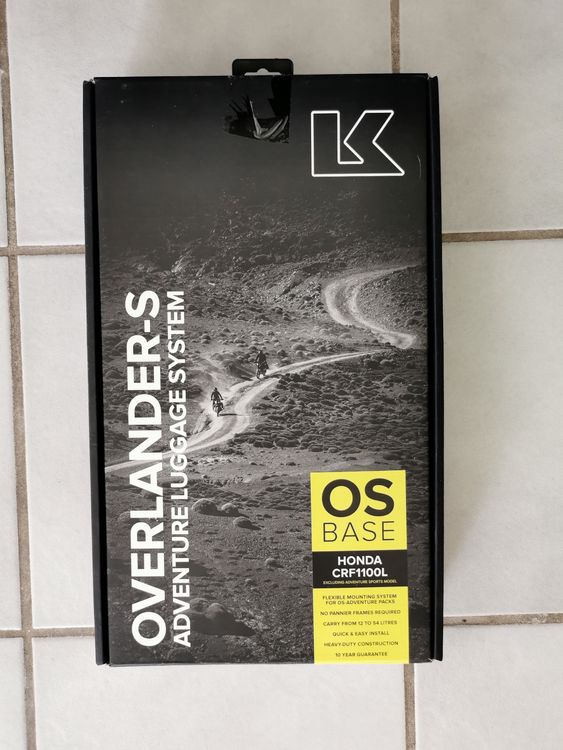 OVERLANDER-S
ADVENTURE LUGGAGE SYSTEM
OS
BASE
HONDA
CRF1100L
EXCLUDING ADVENTURE SPORTS MODEL
FLEXIBLE MOUNTING SYSTEM
FOR OS-ADVENTURE PACKS
NO PANNIER FRAMES REQUIRED
CARRY FROM 12 TO 54 LITRES
QUICK & EASY INSTALL
HEAVY-DUTY CONSTRUCTION
10 YEAR GUARANTEE